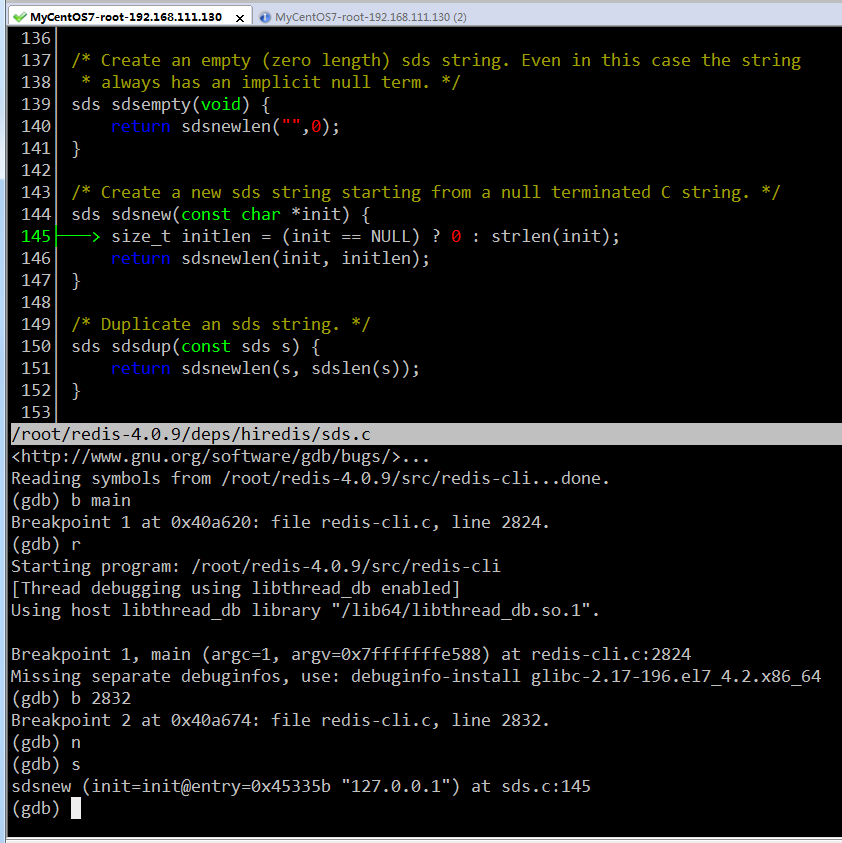 MyCentOS7-root-192.168.111.130 x MyCentOS7-root-192.168.111.130 (2)
136
137 /* Create an empty (zero length) sds string. Even in this case the string
138  * always has an implicit null term. */
139 sds sdsempty(void) {
140     return sdsnewlen("",0);
141 }
142
143 /* Create a new sds string starting from a null terminated C string. */
144 sds sdsnew(const char *init) {
145 ──> size_t initlen = (init == NULL) ? 0 : strlen(init);
146     return sdsnewlen(init, initlen);
147 }
148
149 /* Duplicate an sds string. */
150 sds sdsdup(const sds s) {
151     return sdsnewlen(s, sdslen(s));
152 }
153
/root/redis-4.0.9/deps/hiredis/sds.c
<http://www.gnu.org/software/gdb/bugs/>...
Reading symbols from /root/redis-4.0.9/src/redis-cli...done.
(gdb) b main
Breakpoint 1 at 0x40a620: file redis-cli.c, line 2824.
(gdb) r
Starting program: /root/redis-4.0.9/src/redis-cli
[Thread debugging using libthread_db enabled]
Using host libthread_db library "/lib64/libthread_db.so.1".
Breakpoint 1, main (argc=1, argv=0x7fffffffe588) at redis-cli.c:2824
Missing separate debuginfos, use: debuginfo-install glibc-2.17-196.el7_4.2.x86_64
(gdb) b 2832
Breakpoint 2 at 0x40a674: file redis-cli.c, line 2832.
(gdb) n
(gdb) s
sdsnew (init=init@entry=0x45335b "127.0.0.1") at sds.c:145
(gdb)